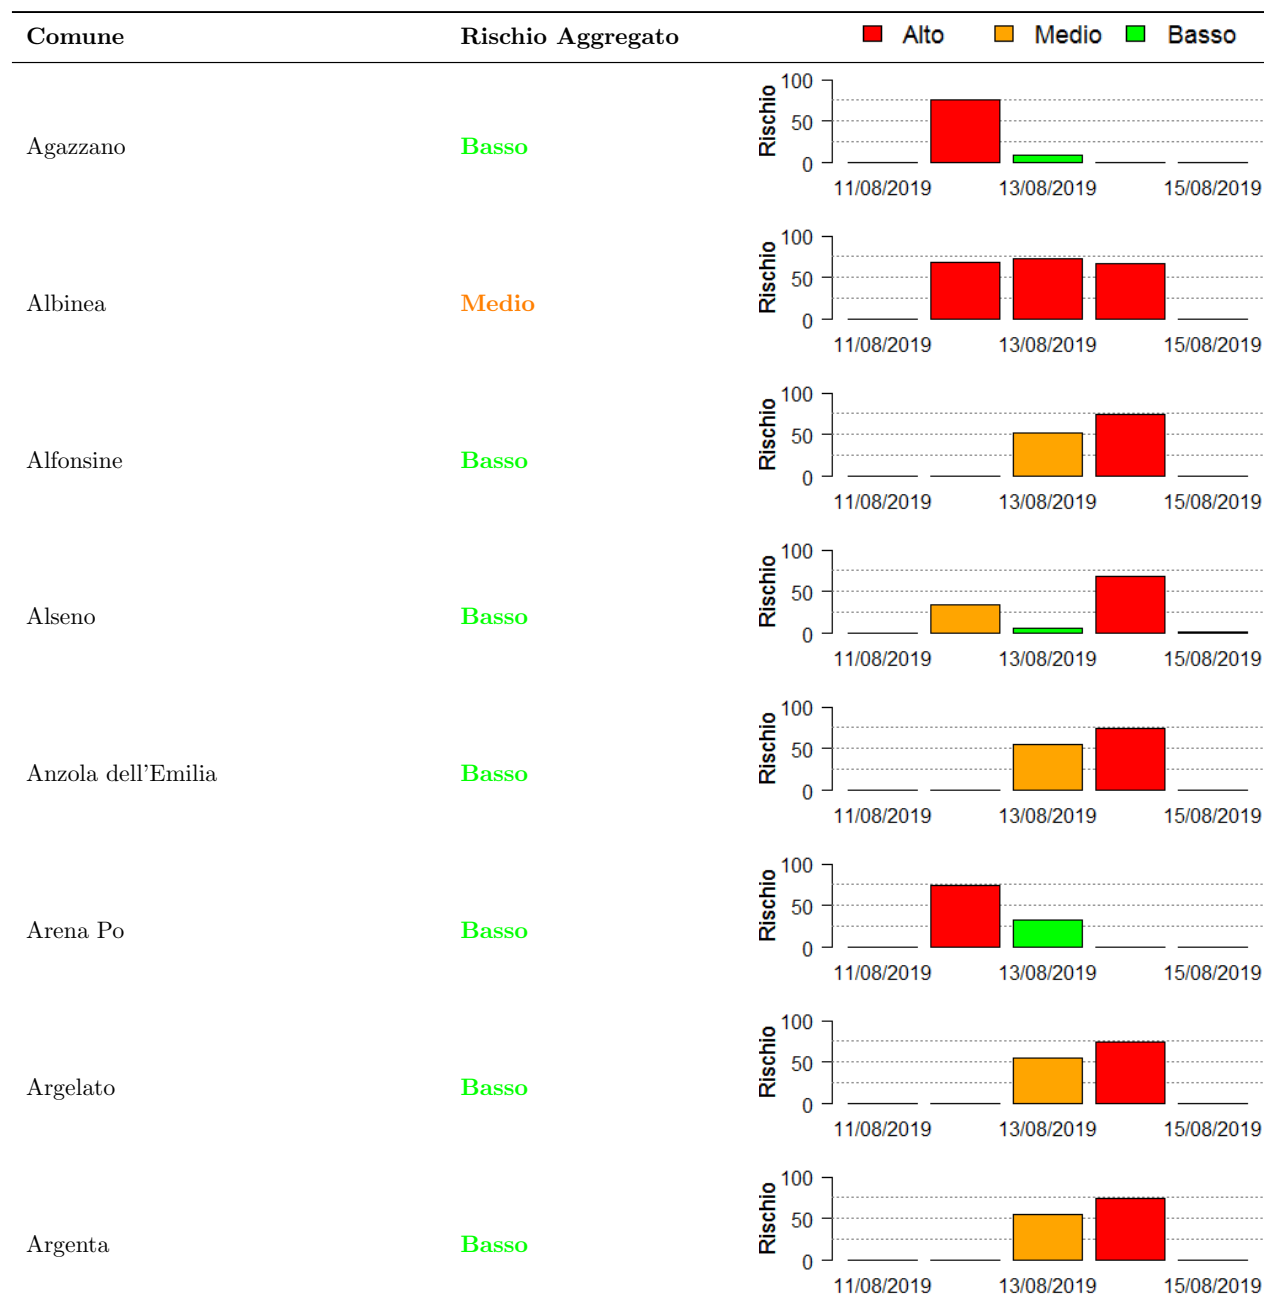 Comune Rischio Aggregato Alto Medio Basso
100
50
0
Rischio
Agazzano Basso
11/08/2019 13/08/2019 15/08/2019
100
50
0
Rischio
Albinea Medio
11/08/2019 13/08/2019 15/08/2019
100
50
0
Rischio
Alfonsine Basso
11/08/2019 13/08/2019 15/08/2019
100
50
0
Rischio
Alseno Basso
11/08/2019 13/08/2019 15/08/2019
100
50
0
Rischio
Anzola dell'Emilia Basso
11/08/2019 13/08/2019 15/08/2019
100
50
0
Rischio
Arena Po Basso
11/08/2019 13/08/2019 15/08/2019
100
50
0
Rischio
Argelato Basso
11/08/2019 13/08/2019 15/08/2019
100
50
0
Rischio
Argenta Basso
11/08/2019 13/08/2019 15/08/2019